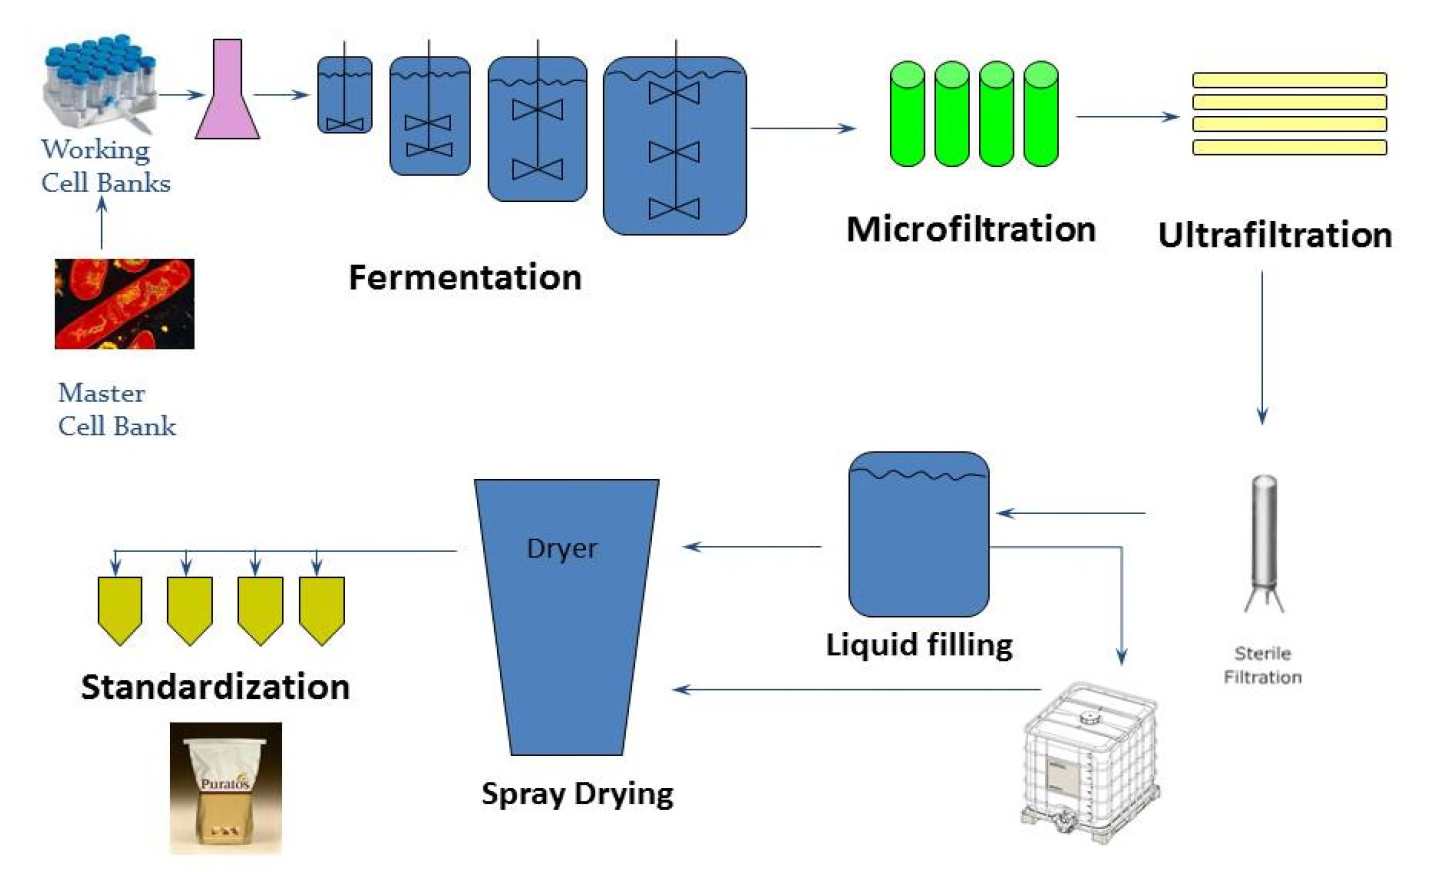 Working
Cell Banks
Master
Cell Bank
Fermentation
Microfiltration
Ultrafiltration
Sterile
Filtration
Liquid filling
Dryer
Spray Drying
Standardization
Puratos